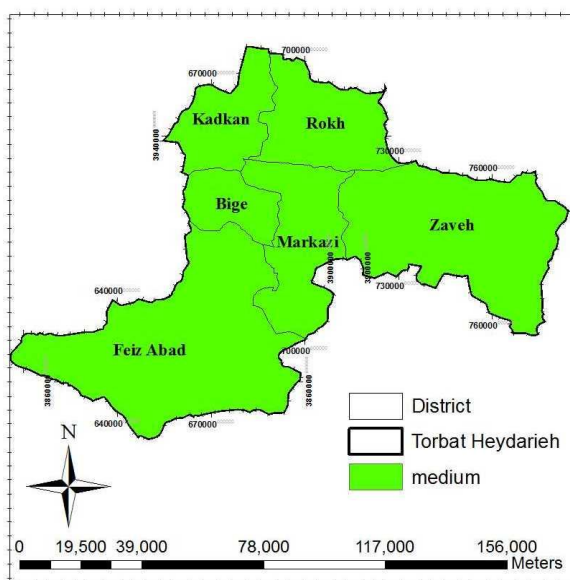 700000
670000
Kadkan
Rokh
3940000
730000
760000
Bige
Zaveh
Markazi
3900000
3900000
640000
730000
760000
Feiz Abad
700000
3860000
3860000
640000
670000
District
N
Torbat Heydarieh
medium
0 19,500 39,000 78,000 117,000 156,000
Meters